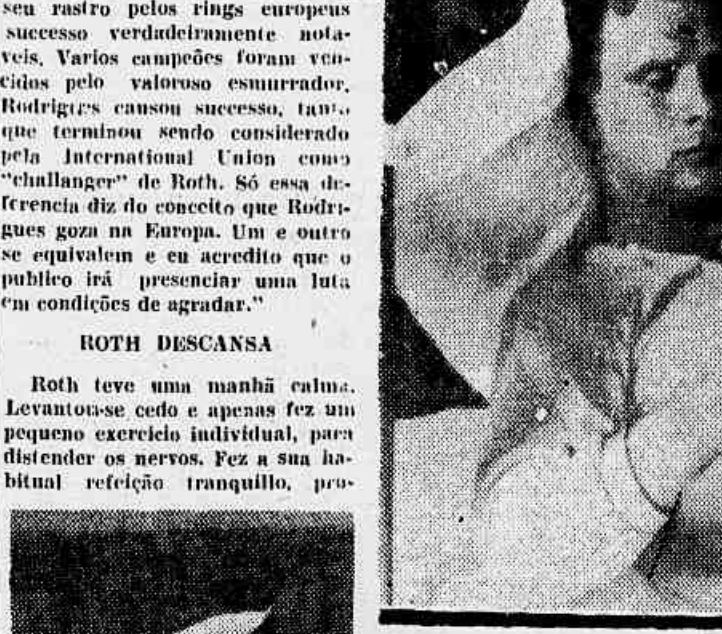 seu rastro pelos rings europeus
successo verdadeiramente nota-
veis. Varios campeões foram ven-
cidos pelo valoroso esmurrador.
Rodrigues causou successo, tanto
que terminou sendo considerado
pela International Union como
"challanger" de Roth. Só essa de-
ferencia diz do conceito que Rodri-
gues goza na Europa. Um e outro
se equivalem e eu acredito que o
publico irá presenciar uma luta
em condições de agradar."
ROTH DESCANSA
Roth teve uma manhã calma.
Levantou-se cedo e apenas fez um
pequeno exercicio individual, para
distender os nervos. Fez a sua ha-
bitual refeição tranquillo, pro-